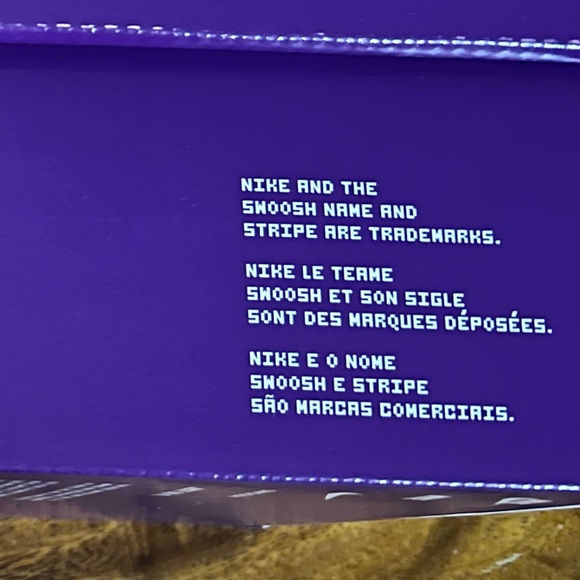 NIKE AND THE
SWOOSH NAME AND
STRIPE ARE TRADEMARKS.
NIKE LE TEAME
SWOOSH ET SON SIGLE
SONT DES MARQUES DÉPOSÉES.
NIKE E O NOME
SWOOSH E STRIPE
SÃO MARCAS COMERCIAIS.